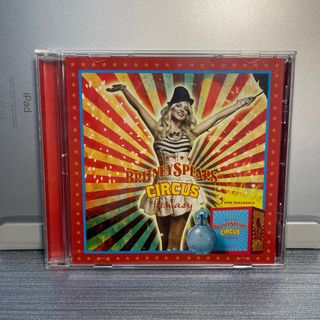 iPad
BRITNEY SPEARS
CIRCUS
fantasy
A NEW FRAGRANCE
BRITNEY SPEARS
CIRCUS